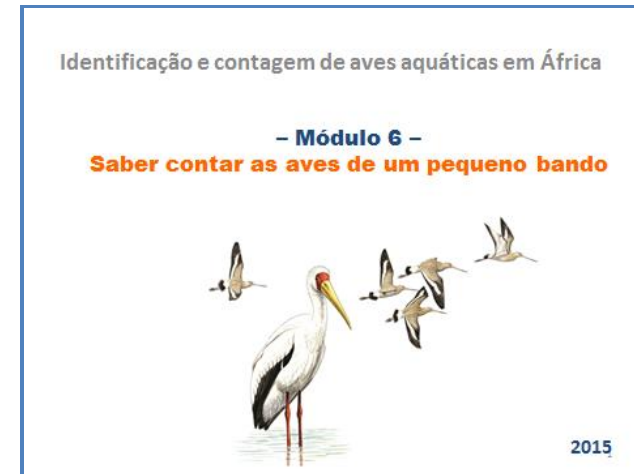 Identificação e contagem de aves aquáticas em África
– Módulo 6 –
Saber contar as aves de um pequeno bando
2015